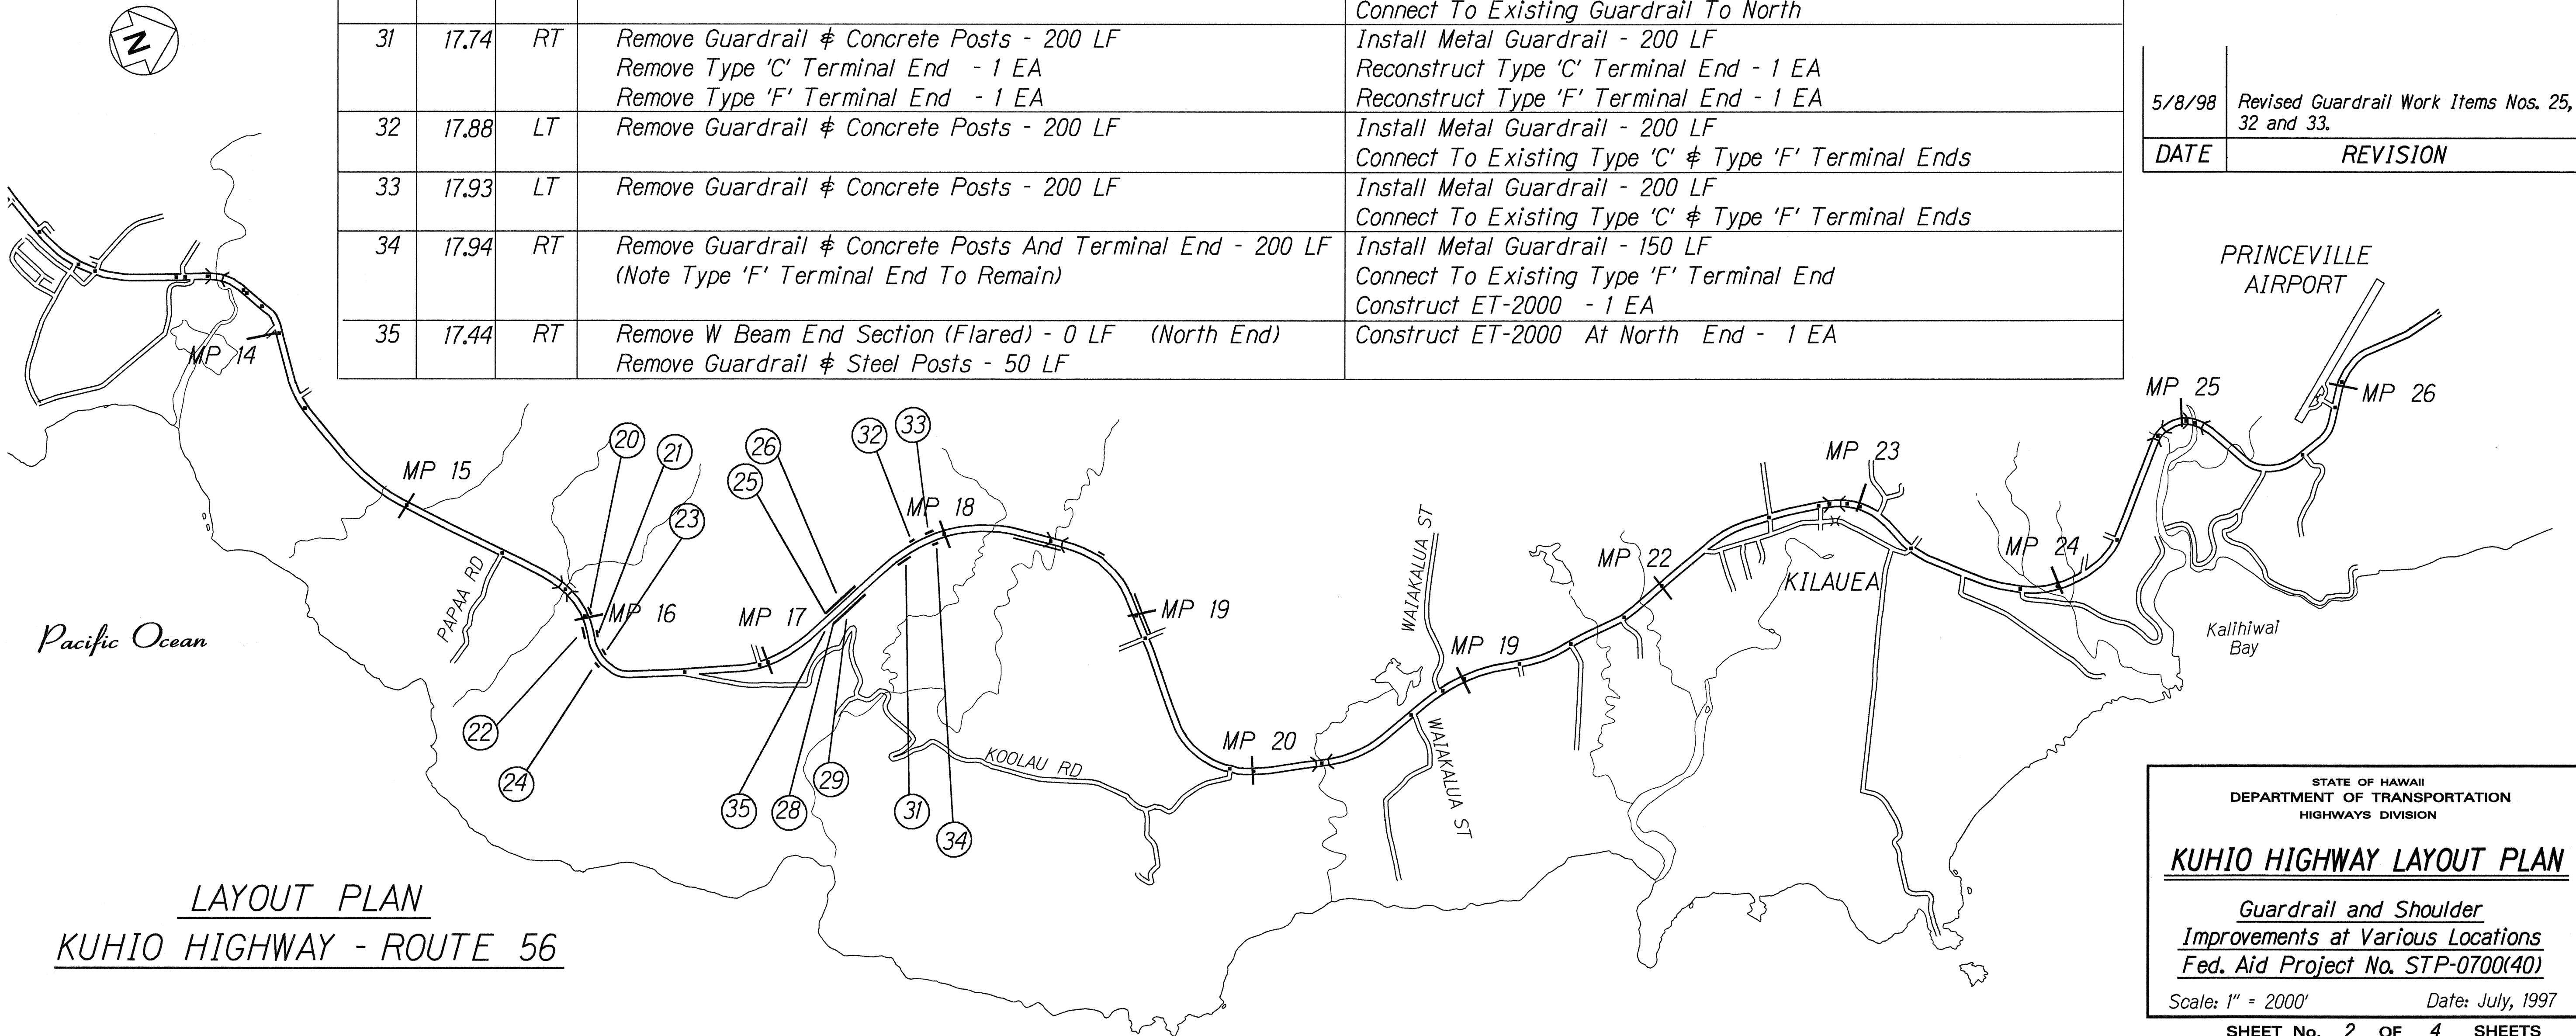 Connect To Existing Guardrail To North
31 17.74 RT Remove Guardrail & Concrete Posts - 200 LF Install Metal Guardrail - 200 LF
Remove Type 'C' Terminal End - 1 EA Reconstruct Type 'C' Terminal End - 1 EA
Remove Type 'F' Terminal End - 1 EA Reconstruct Type 'F' Terminal End - 1 EA
32 17.88 LT Remove Guardrail & Concrete Posts - 200 LF Install Metal Guardrail - 200 LF
Connect To Existing Type 'C' & Type 'F' Terminal Ends
33 17.93 LT Remove Guardrail & Concrete Posts - 200 LF Install Metal Guardrail - 200 LF
Connect To Existing Type 'C' & Type 'F' Terminal Ends
34 17.94 RT Remove Guardrail & Concrete Posts And Terminal End - 200 LF Install Metal Guardrail - 150 LF
(Note Type 'F' Terminal End To Remain) Connect To Existing Type 'F' Terminal End
Construct ET-2000 - 1 EA
35 17.44 RT Remove W Beam End Section (Flared) - 0 LF (North End) Construct ET-2000 At North End - 1 EA
Remove Guardrail & Steel Posts - 50 LF
5/8/98 Revised Guardrail Work Items Nos. 25,
32 and 33.
DATE REVISION
N
PRINCEVILLE
AIRPORT
MP 14
MP 15
20
21
23
MP 16
PAPAA RD
22
24
MP 17
25
26
32
33
MP 18
35
28
29
31
34
KOOLAU RD
MP 19
MP 20
WAIAKALUA ST
WAIAKALUA ST
MP 19
MP 22
KILAUEA
MP 23
MP 24
MP 25
MP 26
Kalihiwai
Bay
Pacific Ocean
LAYOUT PLAN
KUHIO HIGHWAY - ROUTE 56
STATE OF HAWAII
DEPARTMENT OF TRANSPORTATION
HIGHWAYS DIVISION
KUHIO HIGHWAY LAYOUT PLAN
Guardrail and Shoulder
Improvements at Various Locations
Fed. Aid Project No. STP-0700(40)
Scale: 1" = 2000' Date: July, 1997
SHEET No. 2 OF 4 SHEETS